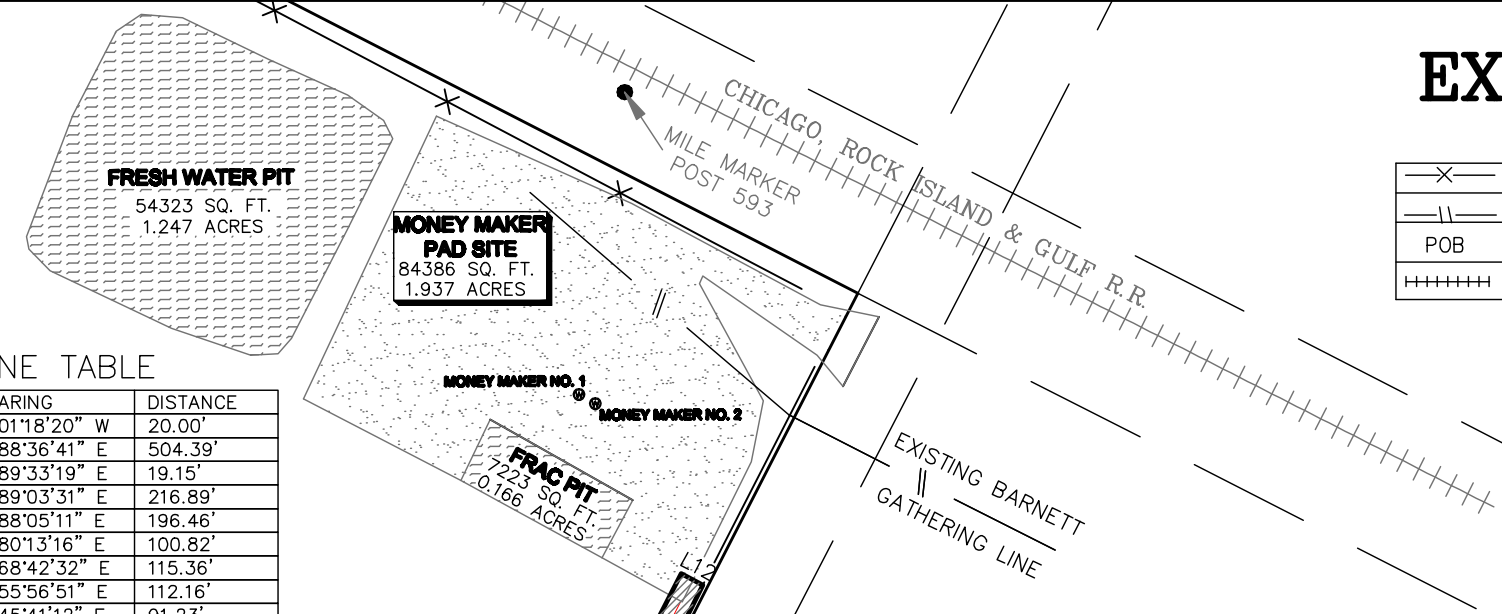 EX
CHICAGO, ROCK ISLAND & GULF R.R.
MILE MARKER
POST 593
FRESH WATER PIT
54323 SQ. FT.
1.247 ACRES
MONEY MAKER
PAD SITE
84386 SQ. FT.
1.937 ACRES
POB
MONEY MAKER NO. 1
W
W
MONEY MAKER NO. 2
FRAC PIT
7223 SQ. FT.
0.166 ACRES
EXISTING BARNETT
GATHERING LINE
L12
NE TABLE
ARING DISTANCE
01°18'20" W 20.00'
88°36'41" E 504.39'
89°33'19" E 19.15'
89°03'31" E 216.89'
88°05'11" E 196.46'
80°13'16" E 100.82'
68°42'32" E 115.36'
55°56'51" E 112.16'